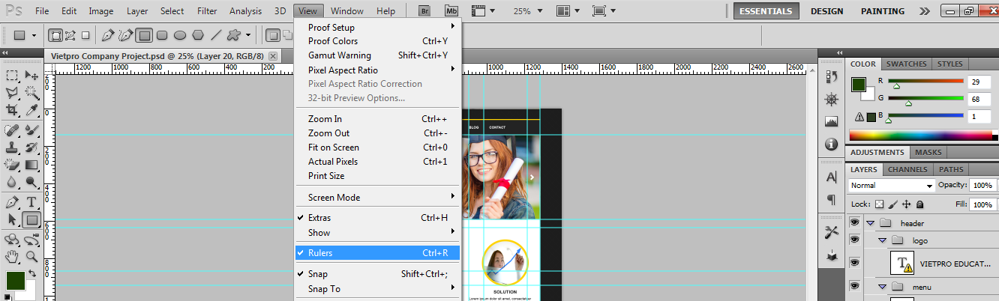 Ps File Edit Image Layer Select Filter Analysis 3D View Window Help Br Mb 25% ESSENTIALS DESIGN PAINTING
Vietpro Company Project.psd @ 25% (Layer 20, RGB/8)
1200 1000 800 600 400 200 1000 1200 1400 1600 1800 2000 2200 2400 2600
200
0
200
400
600
800
1
Proof Setup
Proof Colors Ctrl+Y
Gamut Warning Shift+Ctrl+Y
Pixel Aspect Ratio
Pixel Aspect Ratio Correction
32-bit Preview Options...
Zoom In Ctrl++
Zoom Out Ctrl+-
Fit on Screen Ctrl+0
Actual Pixels Ctrl+1
Print Size
Screen Mode
Extras Ctrl+H
Show
Rulers Ctrl+R
Snap Shift+Ctrl+;
Snap To
BLOG CONTACT
SOLUTION
Lorem ipsum dolor sit amet, consectetuer
COLOR SWATCHES STYLES
R 29
G 68
B 1
ADJUSTMENTS MASKS
LAYERS CHANNELS PATHS
Normal Opacity: 100%
Lock: Fill: 100%
header
logo
T VIETPRO EDUCAT...
menu